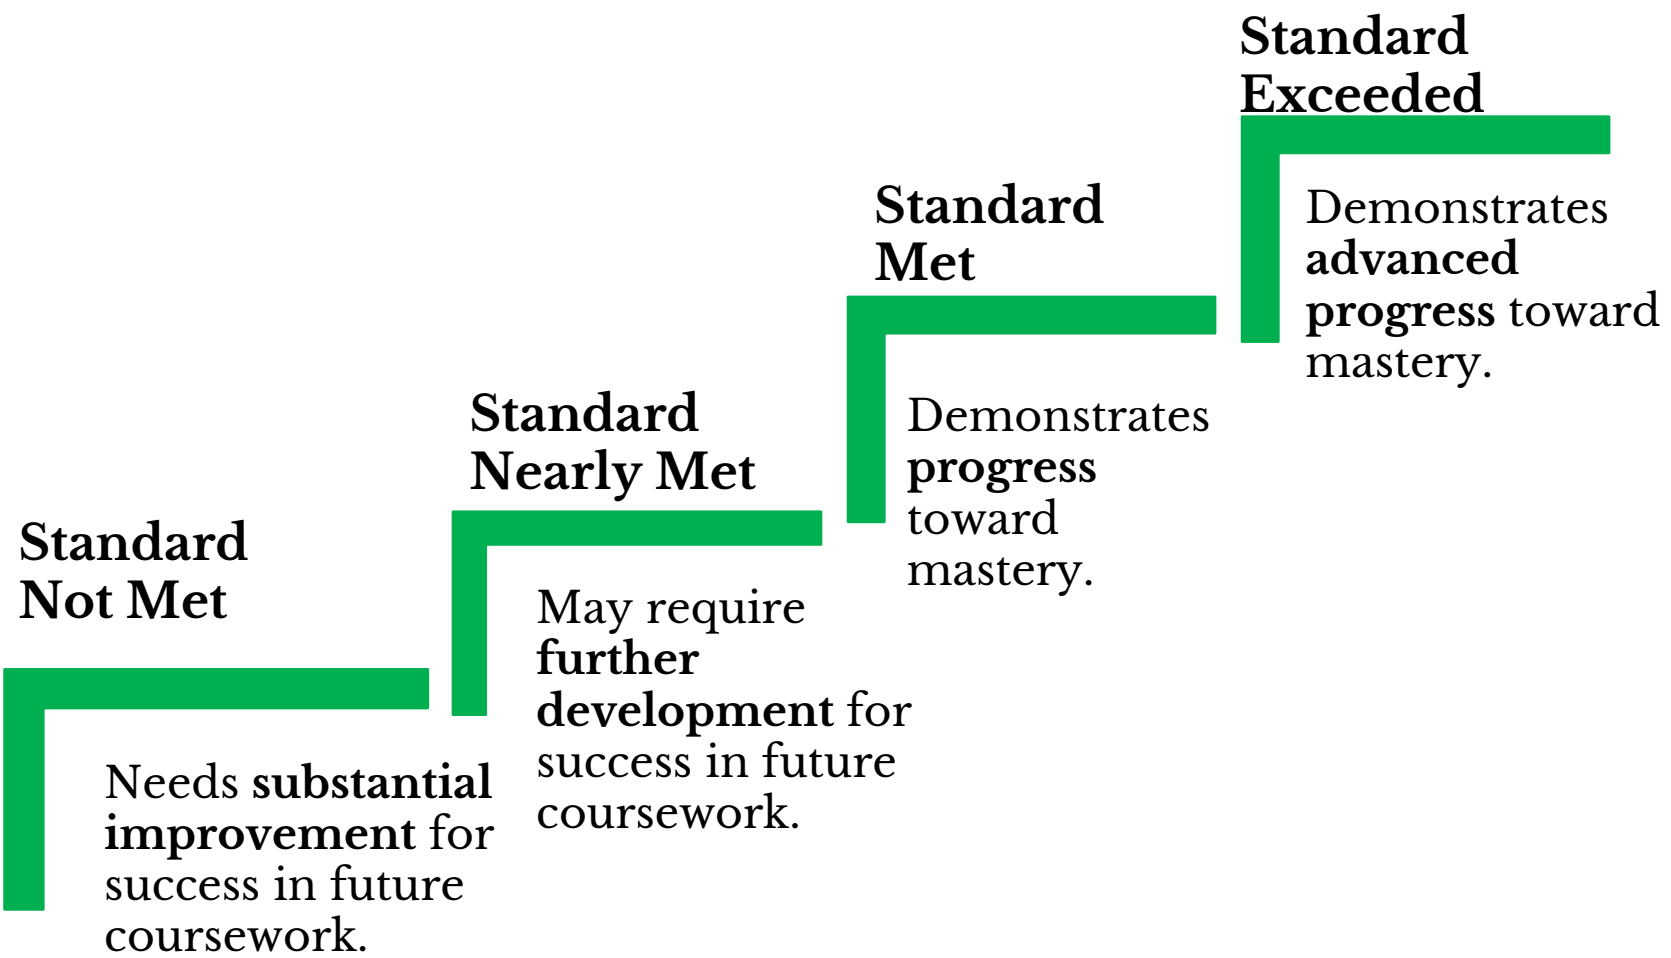 Standard
Not Met
Needs substantial
improvement for
success in future
coursework.
Standard
Nearly Met
May require
further
development for
success in future
coursework.
Standard
Met
Demonstrates
progress
toward
mastery.
Standard
Exceeded
Demonstrates
advanced
progress toward
mastery.